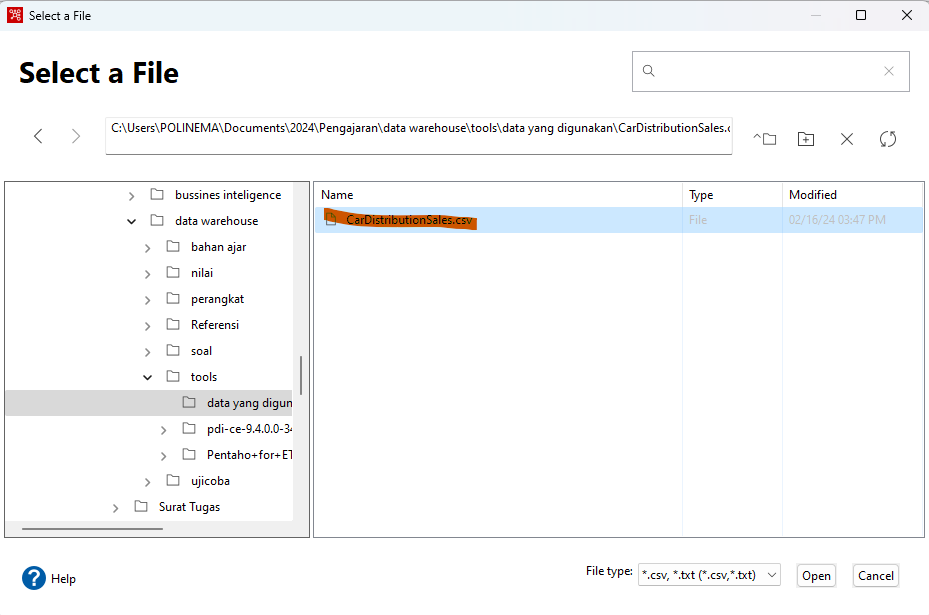 Select a File
Select a File
C:\Users\POLINEMA\Documents\2024\Pengajaran\data warehouse\tools\data yang digunakan\CarDistributionSales.c
bussines inteligence
data warehouse
bahan ajar
nilai
perangkat
Referensi
soal
tools
data yang digun
pdi-ce-9.4.0.0-34
Pentaho+for+ET
ujicoba
Surat Tugas
Name Type Modified
CarDistributionSales.csv File 02/16/24 03:47 PM
Help
File type: *.csv, *.txt (*.csv,*.txt) Open Cancel